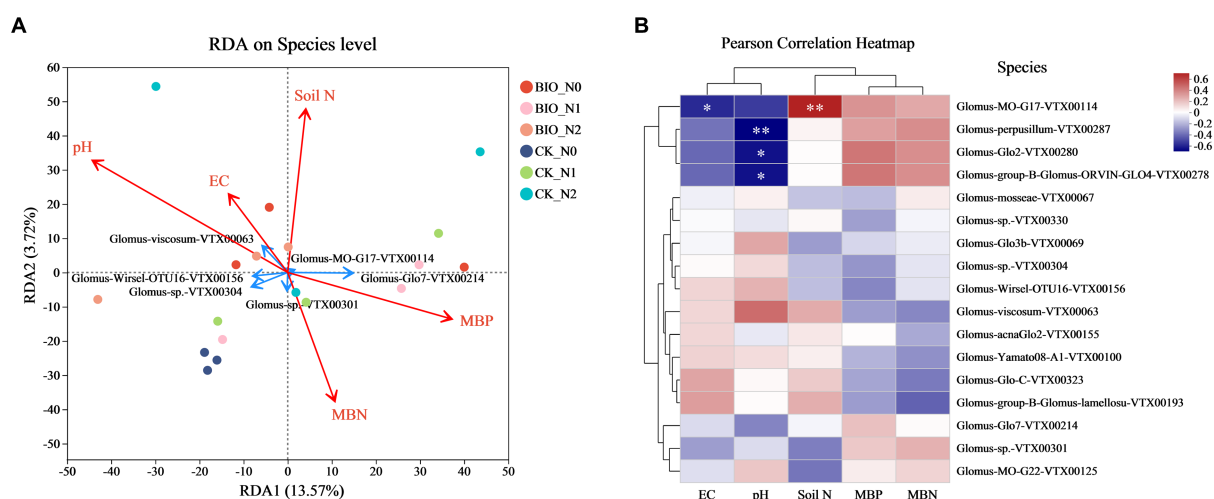 A
RDA on Species level
60
50
40
30
20
10
0
-10
-20
-30
-40
-50
RDA2 (3.72%)
-50
-40
-30
-20
-10
0
10
20
30
40
50
RDA1 (13.57%)
Soil N
pH
EC
MBP
MBN
Glomus-viscosum-VTX00063
Glomus-MO-G17-VTX00114
Glomus-Wirsel-OTU16-VTX00156
Glomus-Glo7-VTX00214
Glomus-sp.-VTX00304
Glomus-sp.-VTX00301
BIO_N0
BIO_N1
BIO_N2
CK_N0
CK_N1
CK_N2
B
Pearson Correlation Heatmap
Species
Glomus-MO-G17-VTX00114
Glomus-perpusillum-VTX00287
Glomus-Glo2-VTX00280
Glomus-group-B-Glomus-ORVIN-GLO4-VTX00278
Glomus-mosseae-VTX00067
Glomus-sp.-VTX00330
Glomus-Glo3b-VTX00069
Glomus-sp.-VTX00304
Glomus-Wirsel-OTU16-VTX00156
Glomus-viscosum-VTX00063
Glomus-acnaGlo2-VTX00155
Glomus-Yamato08-A1-VTX00100
Glomus-Glo-C-VTX00323
Glomus-group-B-Glomus-lamellosu-VTX00193
Glomus-Glo7-VTX00214
Glomus-sp.-VTX00301
Glomus-MO-G22-VTX00125
* **
**
*
*
EC pH Soil N MBP MBN
0.6
0.4
0.2
0
-0.2
-0.4
-0.6